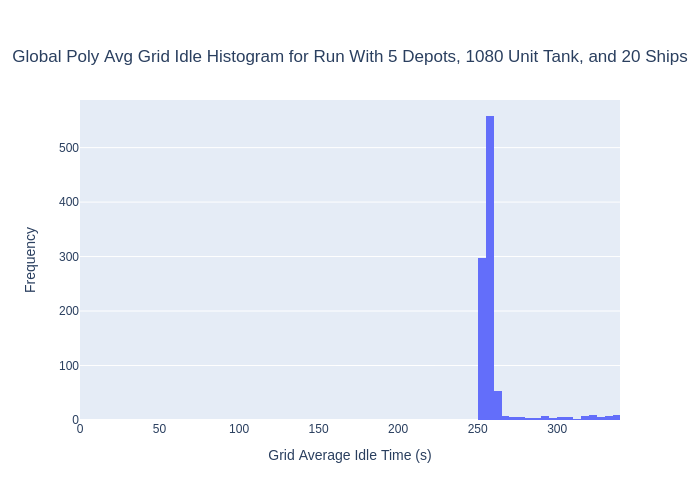 Global Poly Avg Grid Idle Histogram for Run With 5 Depots, 1080 Unit Tank, and 20 Ships
500
400
300
200
100
0
Frequency
0 50 100 150 200 250 300
Grid Average Idle Time (s)